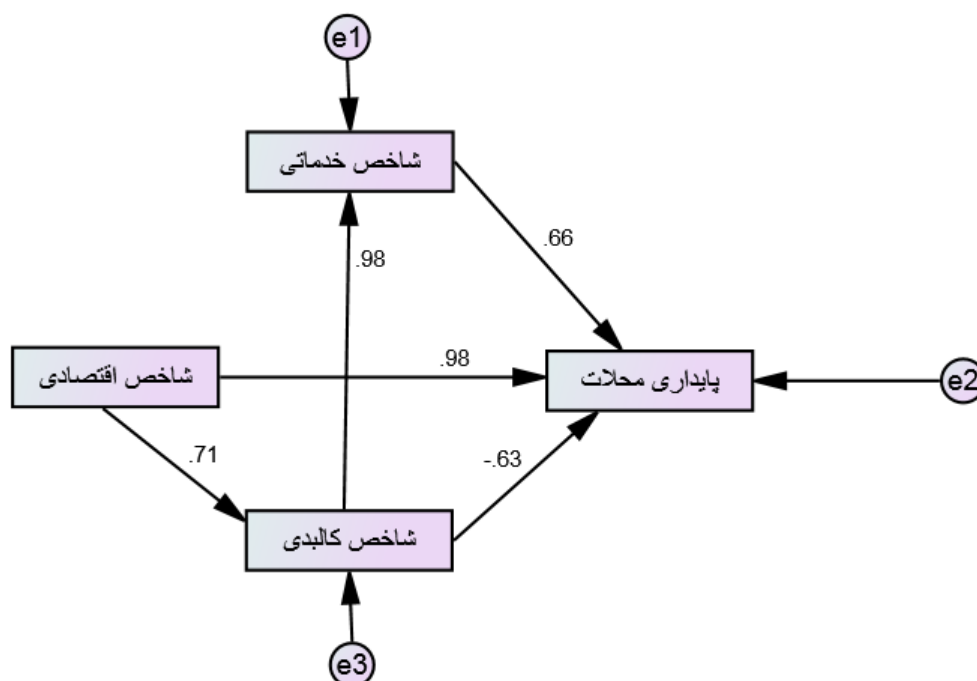 e1
شاخص خدماتی
.66
.98
شاخص اقتصادی
.98
پایداری محلات
e2
.71
-.63
شاخص کالبدی
e3